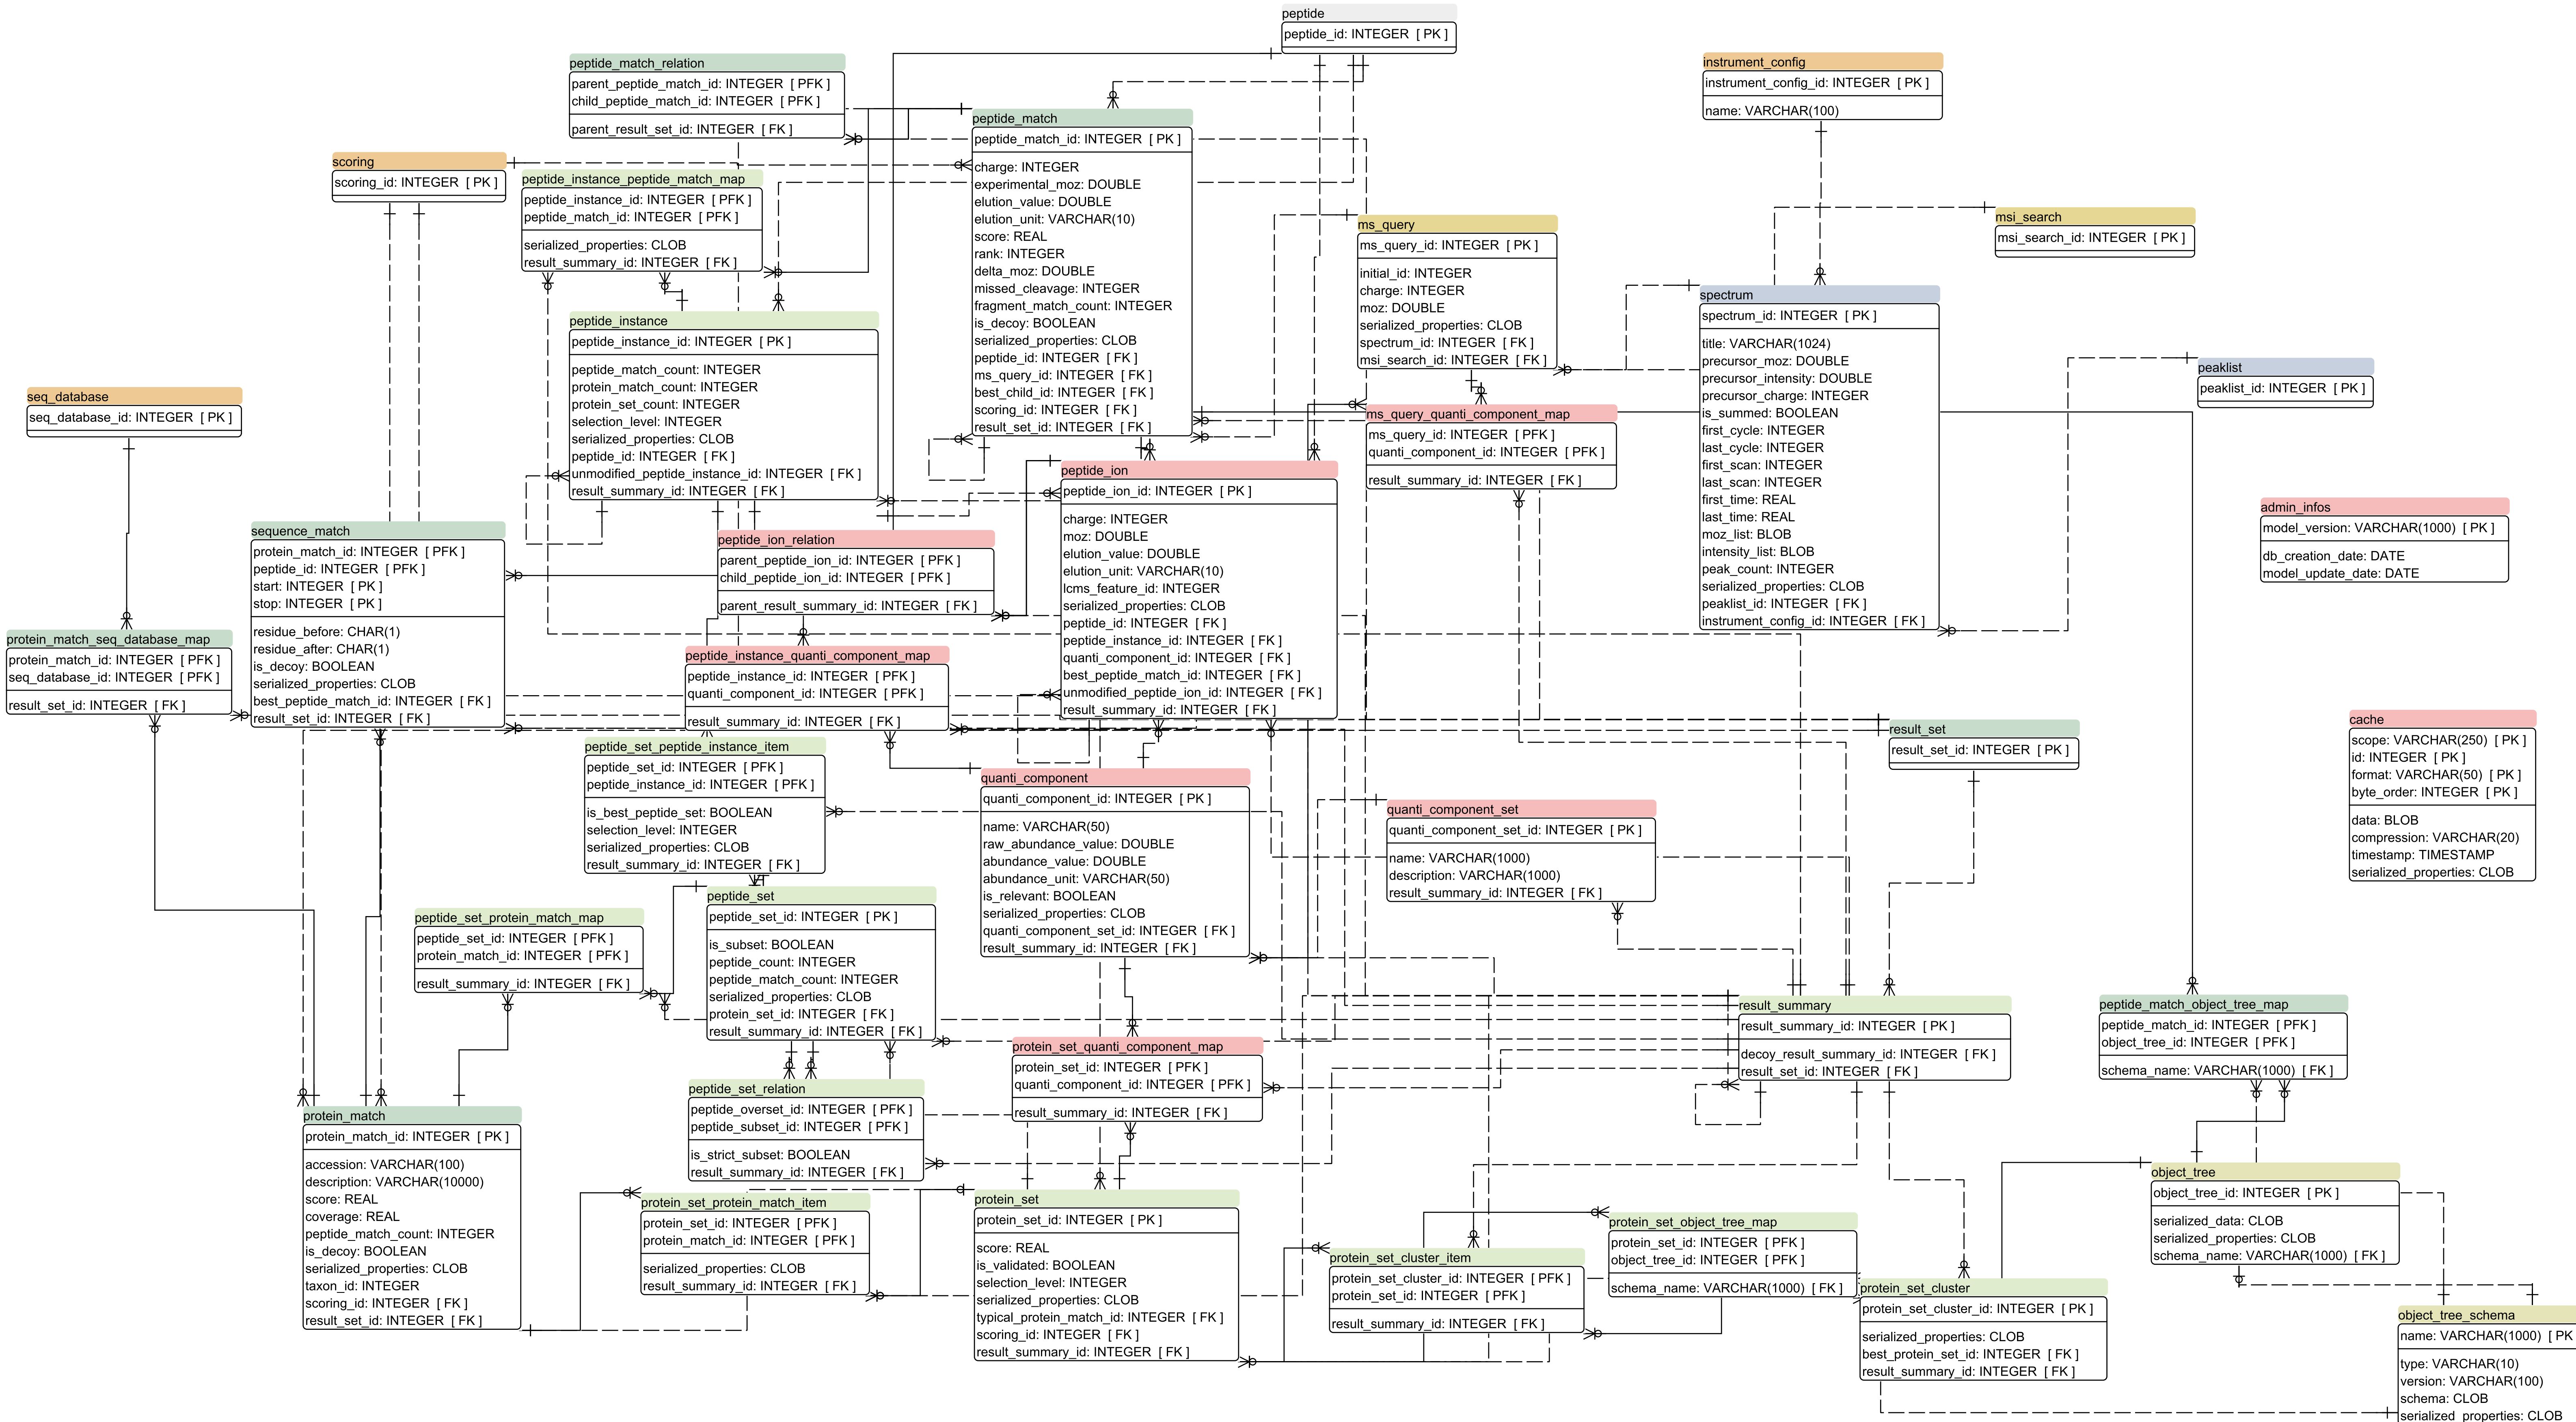 peptide
peptide_id: INTEGER [ PK ]
peptide_match_relation
parent_peptide_match_id: INTEGER [ PFK ]
child_peptide_match_id: INTEGER [ PFK ]
parent_result_set_id: INTEGER [ FK ]
instrument_config
instrument_config_id: INTEGER [ PK ]
name: VARCHAR(100)
peptide_match
peptide_match_id: INTEGER [ PK ]
charge: INTEGER
experimental_moz: DOUBLE
elution_value: DOUBLE
elution_unit: VARCHAR(10)
score: REAL
rank: INTEGER
delta_moz: DOUBLE
missed_cleavage: INTEGER
fragment_match_count: INTEGER
is_decoy: BOOLEAN
serialized_properties: CLOB
peptide_id: INTEGER [ FK ]
ms_query_id: INTEGER [ FK ]
best_child_id: INTEGER [ FK ]
scoring_id: INTEGER [ FK ]
result_set_id: INTEGER [ FK ]
scoring
scoring_id: INTEGER [ PK ]
peptide_instance_peptide_match_map
peptide_instance_id: INTEGER [ PFK ]
peptide_match_id: INTEGER [ PFK ]
serialized_properties: CLOB
result_summary_id: INTEGER [ FK ]
ms_query
ms_query_id: INTEGER [ PK ]
initial_id: INTEGER
charge: INTEGER
moz: DOUBLE
serialized_properties: CLOB
spectrum_id: INTEGER [ FK ]
msi_search_id: INTEGER [ FK ]
msi_search
msi_search_id: INTEGER [ PK ]
spectrum
spectrum_id: INTEGER [ PK ]
title: VARCHAR(1024)
precursor_moz: DOUBLE
precursor_intensity: DOUBLE
precursor_charge: INTEGER
is_summed: BOOLEAN
first_cycle: INTEGER
last_cycle: INTEGER
first_scan: INTEGER
last_scan: INTEGER
first_time: REAL
last_time: REAL
moz_list: BLOB
intensity_list: BLOB
peak_count: INTEGER
serialized_properties: CLOB
peaklist_id: INTEGER [ FK ]
instrument_config_id: INTEGER [ FK ]
peptide_instance
peptide_instance_id: INTEGER [ PK ]
peptide_match_count: INTEGER
protein_match_count: INTEGER
protein_set_count: INTEGER
selection_level: INTEGER
serialized_properties: CLOB
peptide_id: INTEGER [ FK ]
unmodified_peptide_instance_id: INTEGER [ FK ]
result_summary_id: INTEGER [ FK ]
peaklist
peaklist_id: INTEGER [ PK ]
seq_database
seq_database_id: INTEGER [ PK ]
ms_query_quanti_component_map
ms_query_id: INTEGER [ PFK ]
quanti_component_id: INTEGER [ PFK ]
result_summary_id: INTEGER [ FK ]
peptide_ion
peptide_ion_id: INTEGER [ PK ]
charge: INTEGER
moz: DOUBLE
elution_value: DOUBLE
elution_unit: VARCHAR(10)
lcms_feature_id: INTEGER
serialized_properties: CLOB
peptide_id: INTEGER [ FK ]
peptide_instance_id: INTEGER [ FK ]
quanti_component_id: INTEGER [ FK ]
best_peptide_match_id: INTEGER [ FK ]
unmodified_peptide_ion_id: INTEGER [ FK ]
result_summary_id: INTEGER [ FK ]
admin_infos
model_version: VARCHAR(1000) [ PK ]
db_creation_date: DATE
model_update_date: DATE
sequence_match
protein_match_id: INTEGER [ PFK ]
peptide_id: INTEGER [ PFK ]
start: INTEGER [ PK ]
stop: INTEGER [ PK ]
residue_before: CHAR(1)
residue_after: CHAR(1)
is_decoy: BOOLEAN
serialized_properties: CLOB
best_peptide_match_id: INTEGER [ FK ]
result_set_id: INTEGER [ FK ]
peptide_ion_relation
parent_peptide_ion_id: INTEGER [ PFK ]
child_peptide_ion_id: INTEGER [ PFK ]
parent_result_summary_id: INTEGER [ FK ]
protein_match_seq_database_map
protein_match_id: INTEGER [ PFK ]
seq_database_id: INTEGER [ PFK ]
result_set_id: INTEGER [ FK ]
peptide_instance_quanti_component_map
peptide_instance_id: INTEGER [ PFK ]
quanti_component_id: INTEGER [ PFK ]
result_summary_id: INTEGER [ FK ]
result_set
result_set_id: INTEGER [ PK ]
cache
scope: VARCHAR(250) [ PK ]
id: INTEGER [ PK ]
format: VARCHAR(50) [ PK ]
byte_order: INTEGER [ PK ]
data: BLOB
compression: VARCHAR(20)
timestamp: TIMESTAMP
serialized_properties: CLOB
peptide_set_peptide_instance_item
peptide_set_id: INTEGER [ PFK ]
peptide_instance_id: INTEGER [ PFK ]
is_best_peptide_set: BOOLEAN
selection_level: INTEGER
serialized_properties: CLOB
result_summary_id: INTEGER [ FK ]
quanti_component
quanti_component_id: INTEGER [ PK ]
name: VARCHAR(50)
raw_abundance_value: DOUBLE
abundance_value: DOUBLE
abundance_unit: VARCHAR(50)
is_relevant: BOOLEAN
serialized_properties: CLOB
quanti_component_set_id: INTEGER [ FK ]
result_summary_id: INTEGER [ FK ]
quanti_component_set
quanti_component_set_id: INTEGER [ PK ]
name: VARCHAR(1000)
description: VARCHAR(1000)
result_summary_id: INTEGER [ FK ]
peptide_set
peptide_set_id: INTEGER [ PK ]
is_subset: BOOLEAN
peptide_count: INTEGER
peptide_match_count: INTEGER
serialized_properties: CLOB
protein_set_id: INTEGER [ FK ]
result_summary_id: INTEGER [ FK ]
peptide_set_protein_match_map
peptide_set_id: INTEGER [ PFK ]
protein_match_id: INTEGER [ PFK ]
result_summary_id: INTEGER [ FK ]
result_summary
result_summary_id: INTEGER [ PK ]
decoy_result_summary_id: INTEGER [ FK ]
result_set_id: INTEGER [ FK ]
peptide_match_object_tree_map
peptide_match_id: INTEGER [ PFK ]
object_tree_id: INTEGER [ PFK ]
schema_name: VARCHAR(1000) [ FK ]
protein_set_quanti_component_map
protein_set_id: INTEGER [ PFK ]
quanti_component_id: INTEGER [ PFK ]
result_summary_id: INTEGER [ FK ]
peptide_set_relation
peptide_overset_id: INTEGER [ PFK ]
peptide_subset_id: INTEGER [ PFK ]
is_strict_subset: BOOLEAN
result_summary_id: INTEGER [ FK ]
protein_match
protein_match_id: INTEGER [ PK ]
accession: VARCHAR(100)
description: VARCHAR(10000)
score: REAL
coverage: REAL
peptide_match_count: INTEGER
is_decoy: BOOLEAN
serialized_properties: CLOB
taxon_id: INTEGER
scoring_id: INTEGER [ FK ]
result_set_id: INTEGER [ FK ]
object_tree
object_tree_id: INTEGER [ PK ]
serialized_data: CLOB
serialized_properties: CLOB
schema_name: VARCHAR(1000) [ FK ]
protein_set_protein_match_item
protein_set_id: INTEGER [ PFK ]
protein_match_id: INTEGER [ PFK ]
serialized_properties: CLOB
result_summary_id: INTEGER [ FK ]
protein_set
protein_set_id: INTEGER [ PK ]
score: REAL
is_validated: BOOLEAN
selection_level: INTEGER
serialized_properties: CLOB
typical_protein_match_id: INTEGER [ FK ]
scoring_id: INTEGER [ FK ]
result_summary_id: INTEGER [ FK ]
protein_set_object_tree_map
protein_set_id: INTEGER [ PFK ]
object_tree_id: INTEGER [ PFK ]
schema_name: VARCHAR(1000) [ FK ]
protein_set_cluster_item
protein_set_cluster_id: INTEGER [ PFK ]
protein_set_id: INTEGER [ PFK ]
result_summary_id: INTEGER [ FK ]
protein_set_cluster
protein_set_cluster_id: INTEGER [ PK ]
serialized_properties: CLOB
best_protein_set_id: INTEGER [ FK ]
result_summary_id: INTEGER [ FK ]
object_tree_schema
name: VARCHAR(1000) [ PK
type: VARCHAR(10)
version: VARCHAR(100)
schema: CLOB
serialized_properties: CLOB